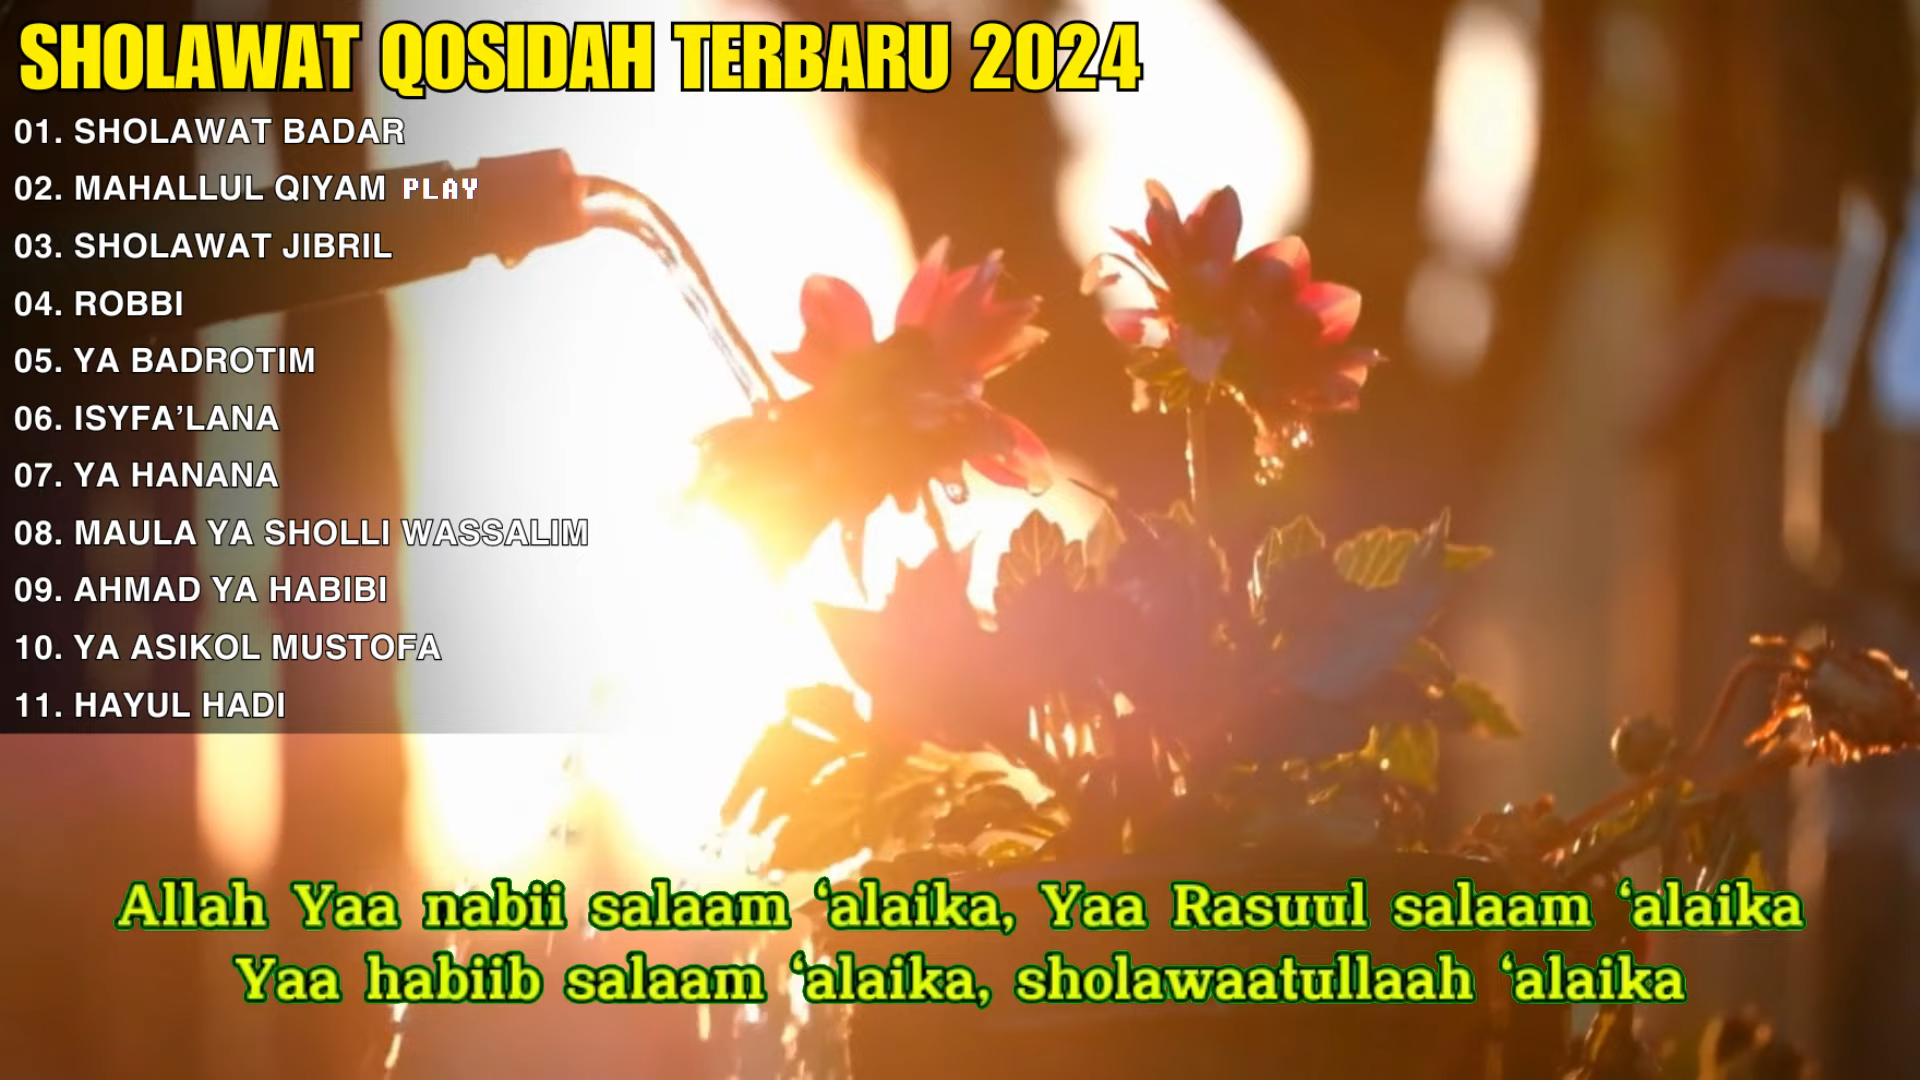 SHOLAWAT QOSIDAH TERBARU 2024
01. SHOLAWAT BADAR
02. MAHALLUL QIYAM PLAY
03. SHOLAWAT JIBRIL
04. ROBBI
05. YA BADROTIM
06. ISYFA’LANA
07. YA HANANA
08. MAULA YA SHOLLI WASSALIM
09. AHMAD YA HABIBI
10. YA ASIKOL MUSTOFA
11. HAYUL HADI
Allah Yaa nabii salaam ‘alaika, Yaa Rasuul salaam ‘alaika
Yaa habiib salaam ‘alaika, sholawaatullaah ‘alaika